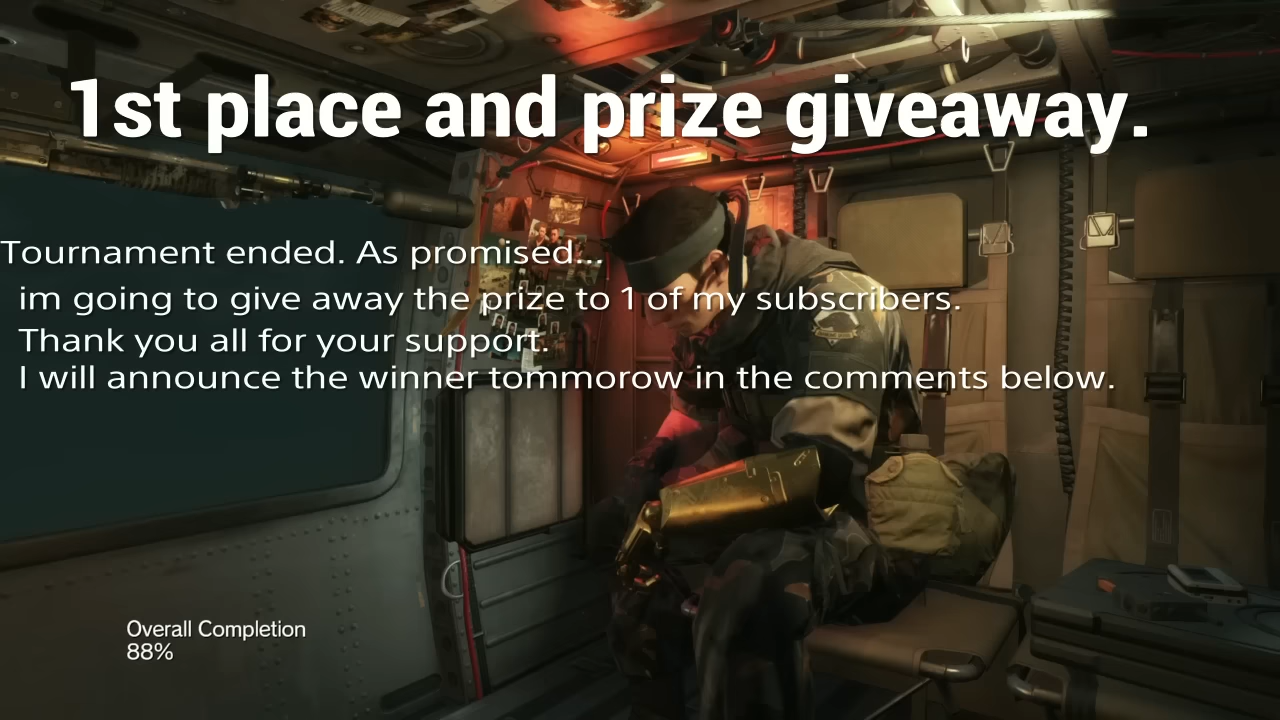 1st place and prize giveaway.
Tournament ended. As promised...
im going to give away the prize to 1 of my subscribers.
Thank you all for your support.
I will announce the winner tommorow in the comments below.
Overall Completion
88%